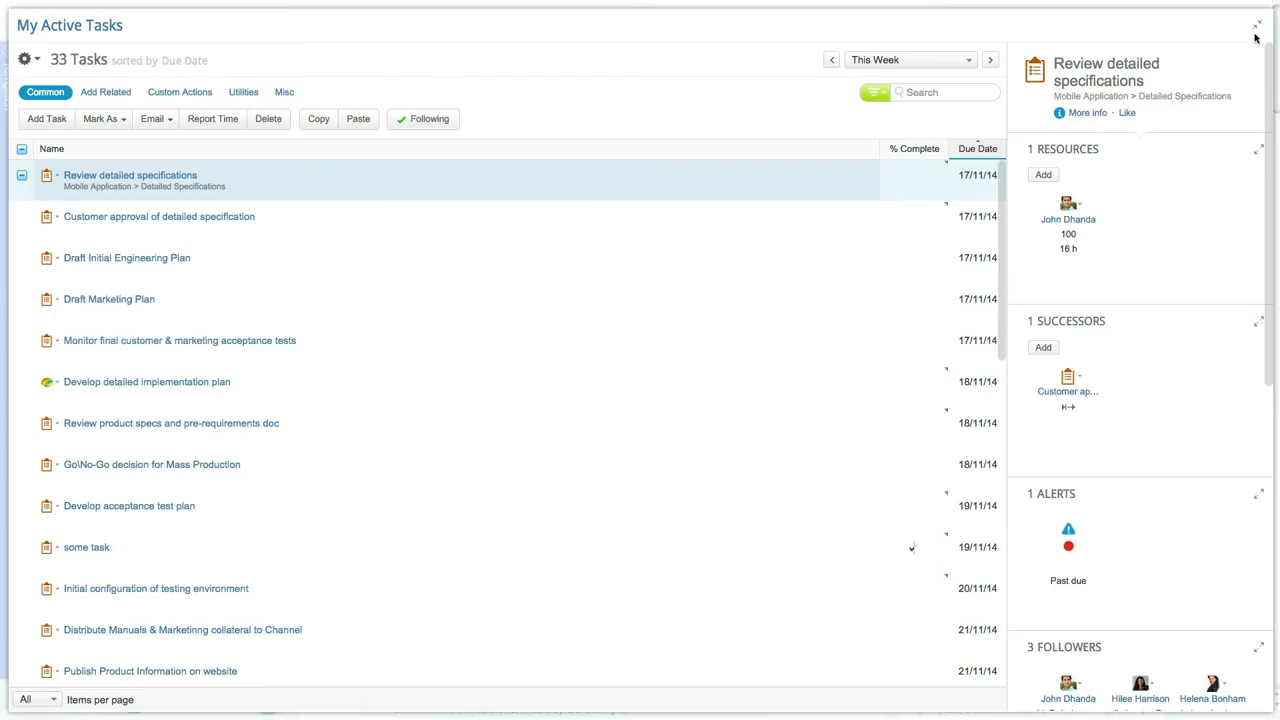 My Active Tasks
33 Tasks sorted by Due Date
This Week
Common Add Related Custom Actions Utilities Misc
Search
Add Task Mark As Email Report Time Delete Copy Paste Following
Name % Complete Due Date
Review detailed specifications 17/11/14
Mobile Application > Detailed Specifications
Customer approval of detailed specification 17/11/14
Draft Initial Engineering Plan 17/11/14
Draft Marketing Plan 17/11/14
Monitor final customer & marketing acceptance tests 17/11/14
Develop detailed implementation plan 18/11/14
Review product specs and pre-requirements doc 18/11/14
Go\No-Go decision for Mass Production 18/11/14
Develop acceptance test plan 19/11/14
some task 19/11/14
Initial configuration of testing environment 20/11/14
Distribute Manuals & Marketinng collateral to Channel 21/11/14
Publish Product Information on website 21/11/14
All Items per page
Review detailed
specifications
Mobile Application > Detailed Specifications
More info · Like
1 RESOURCES
Add
John Dhanda
100
16 h
1 SUCCESSORS
Add
Customer ap...
1 ALERTS
Past due
3 FOLLOWERS
John Dhanda Hilee Harrison Helena Bonham